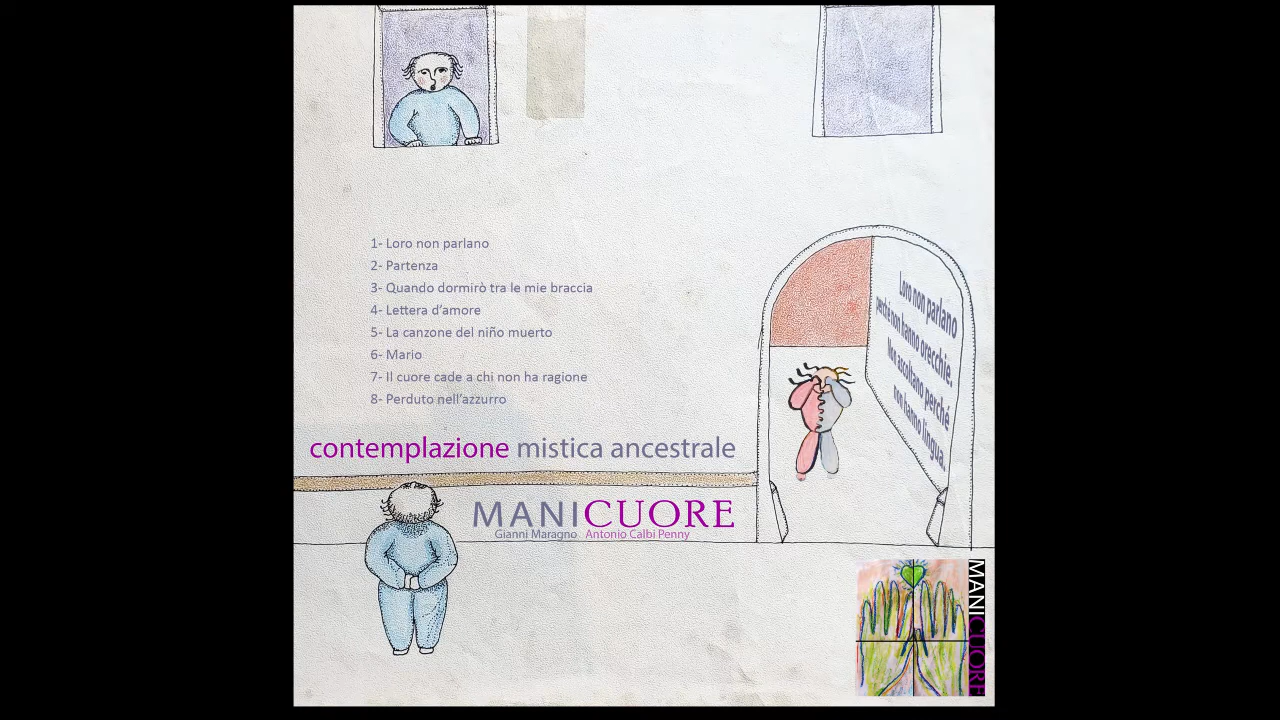 1- Loro non parlano
2- Partenza
3- Quando dormirò tra le mie braccia
4- Lettera d'amore
5- La canzone del niño muerto
6- Mario
7- Il cuore cade a chi non ha ragione
8- Perduto nell'azzurro
contemplazione mistica ancestrale
MANICUORE
Gianni Maragno Antonio Calbi Penny
Loro non parlano
perché non hanno orecchie.
Non ascoltano perché
non hanno lingua.
MANICUORE